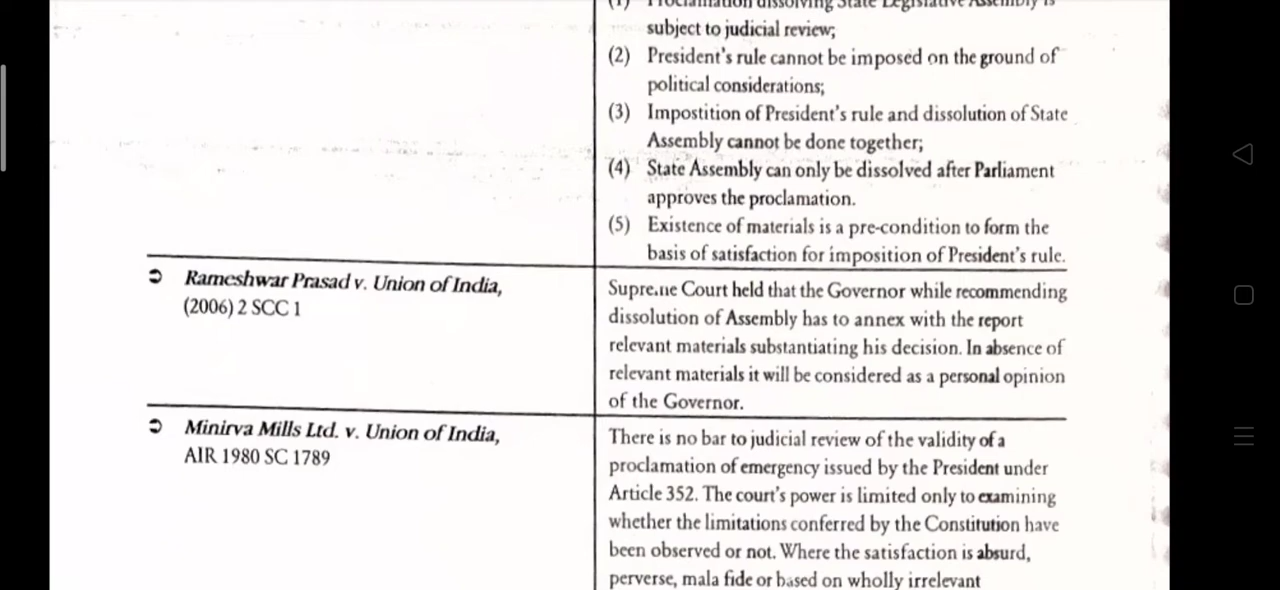 (1) Proclamation dissolving State Legislative Assembly is
subject to judicial review;
(2) President's rule cannot be imposed on the ground of
political considerations;
(3) Impostition of President's rule and dissolution of State
Assembly cannot be done together;
(4) State Assembly can only be dissolved after Parliament
approves the proclamation.
(5) Existence of materials is a pre-condition to form the
basis of satisfaction for imposition of President's rule.
➲ Rameshwar Prasad v. Union of India,
(2006) 2 SCC 1
Supreme Court held that the Governor while recommending
dissolution of Assembly has to annex with the report
relevant materials substantiating his decision. In absence of
relevant materials it will be considered as a personal opinion
of the Governor.
➲ Minirva Mills Ltd. v. Union of India,
AIR 1980 SC 1789
There is no bar to judicial review of the validity of a
proclamation of emergency issued by the President under
Article 352. The court's power is limited only to examining
whether the limitations conferred by the Constitution have
been observed or not. Where the satisfaction is absurd,
perverse, mala fide or based on wholly irrelevant